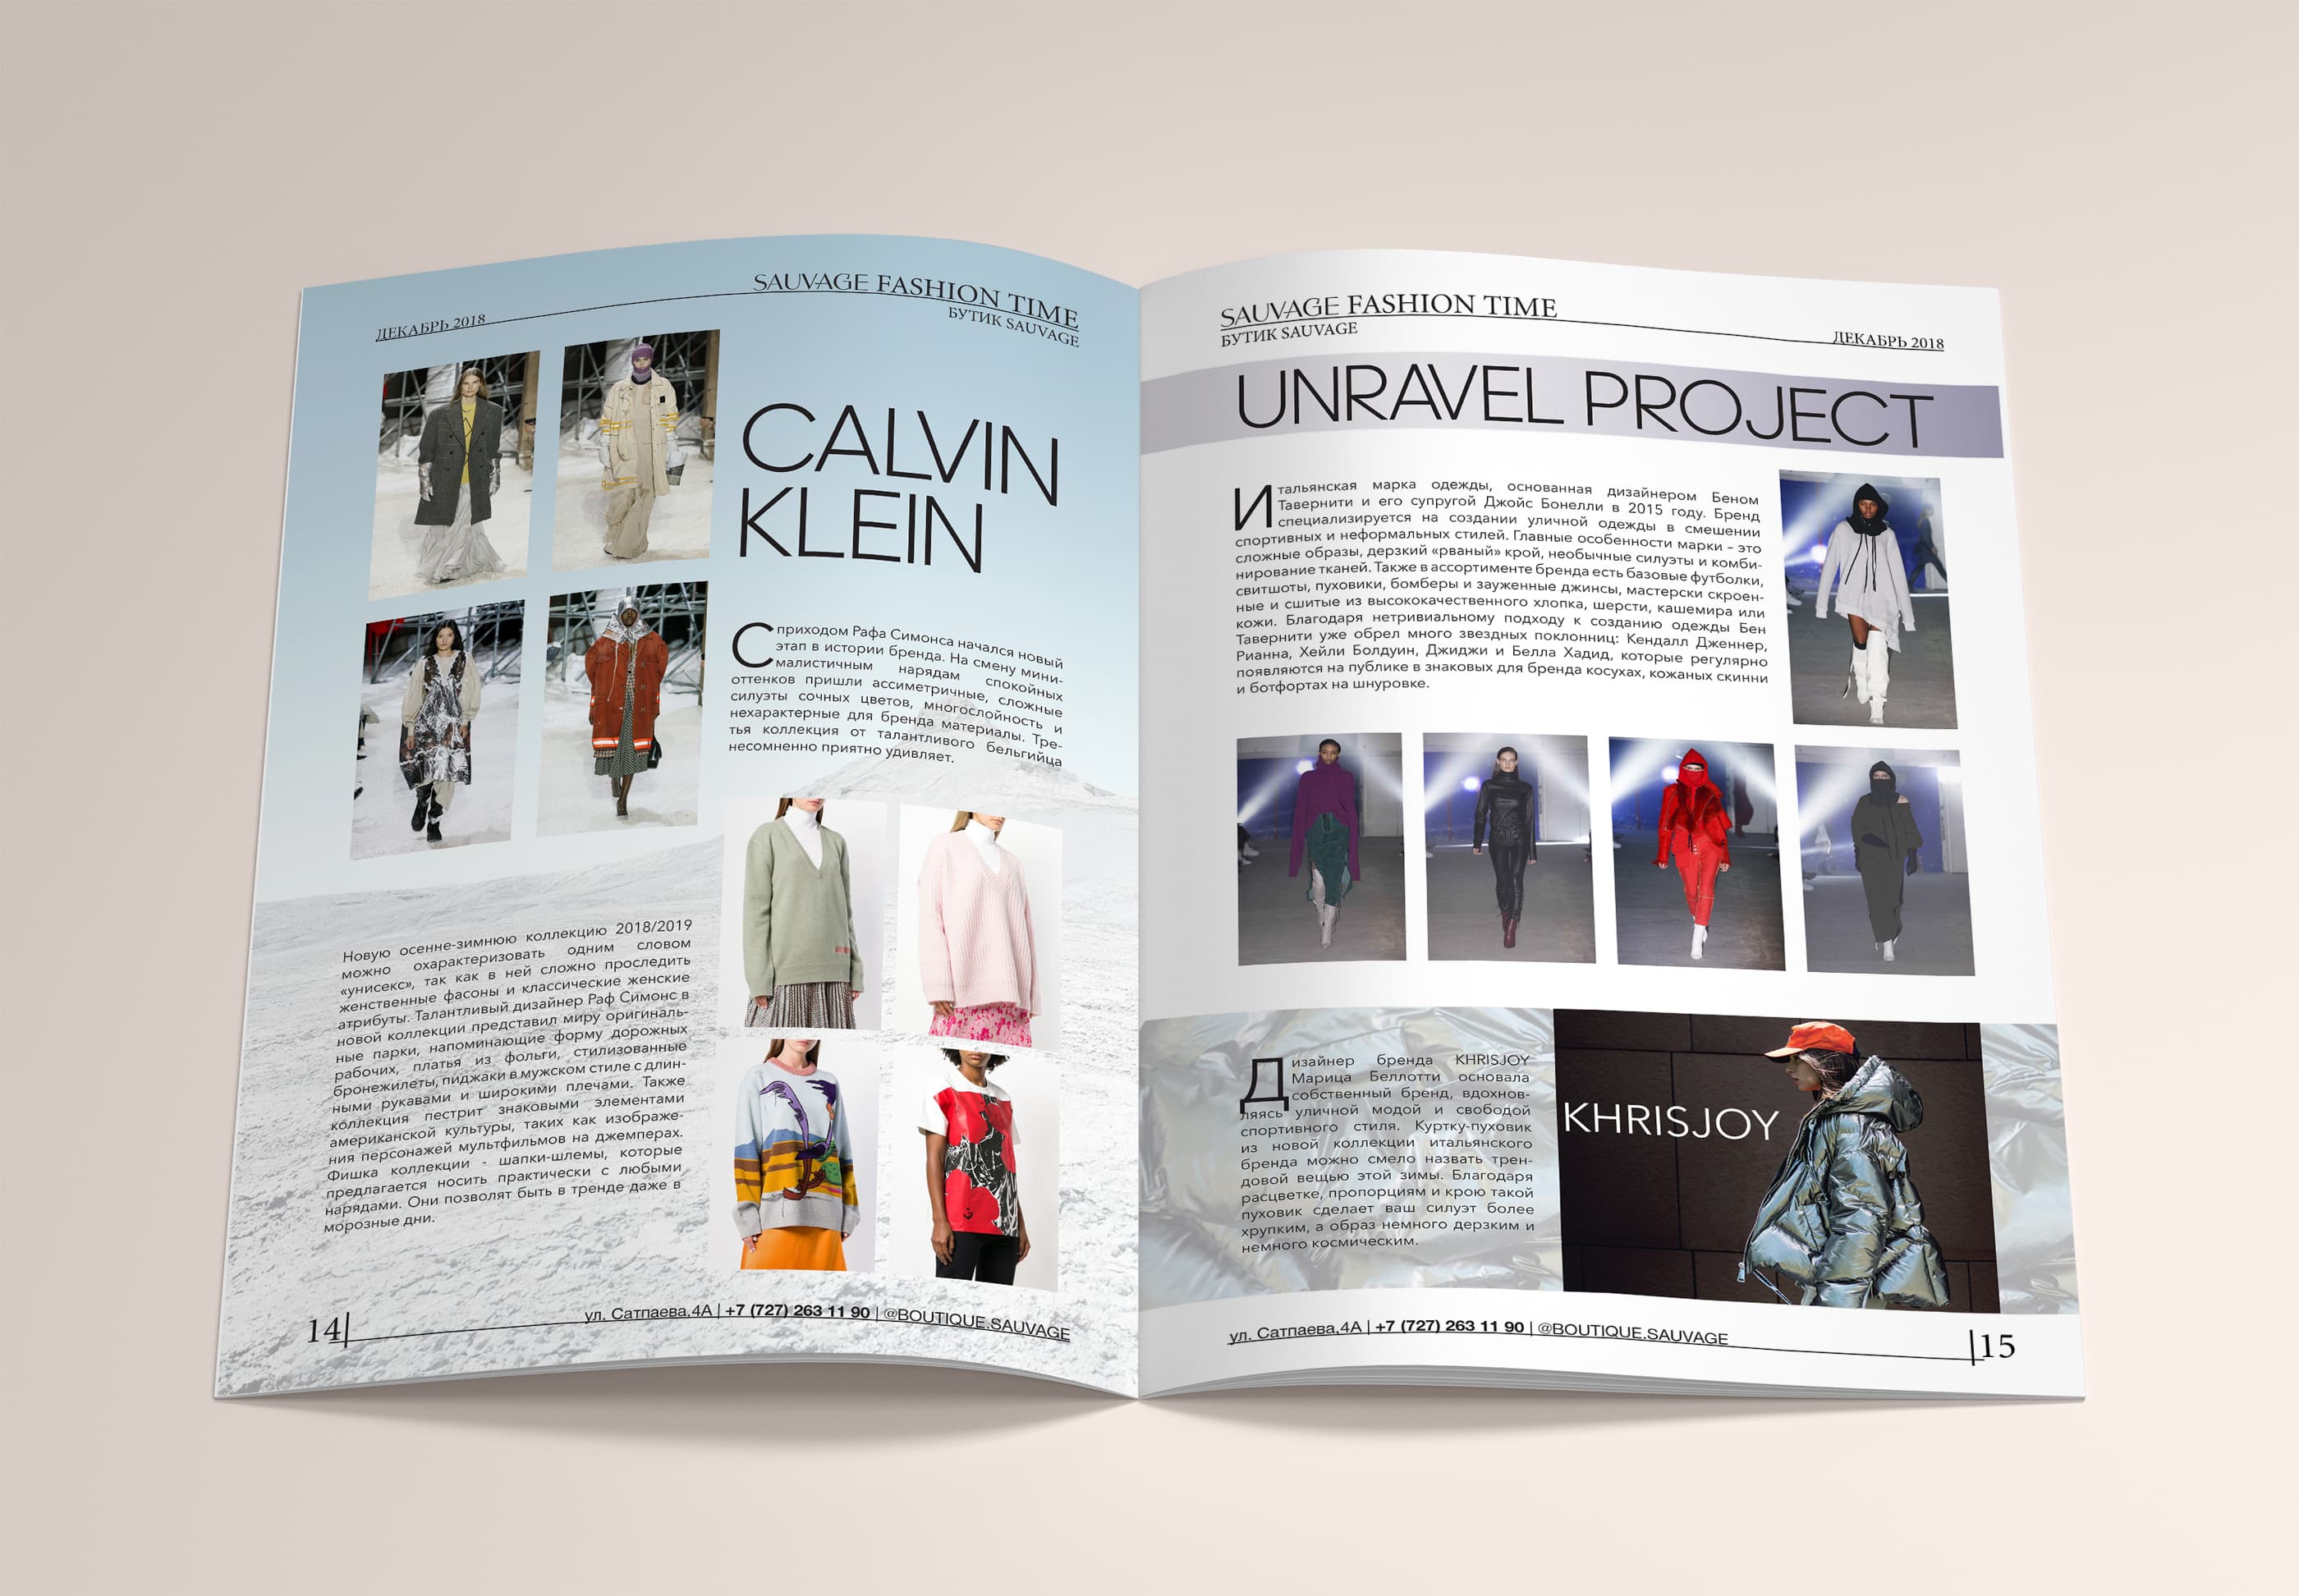 ДЕКАБРЬ 2018
SAUVAGE FASHION TIME
БУТИК SAUVAGE
CALVIN
KLEIN
С приходом Рафа Симонса начался новый
этап в истории бренда. На смену мини-
малистичным нарядам спокойных
оттенков пришли ассиметричные, сложные
силуэты сочных цветов, многослойность и
нехарактерные для бренда материалы. Тре-
тья коллекция от талантливого бельгийца
несомненно приятно удивляет.
Новую осенне-зимнюю коллекцию 2018/2019
можно охарактеризовать одним словом
«унисекс», так как в ней сложно проследить
женственные фасоны и классические женские
атрибуты. Талантливый дизайнер Раф Симонс в
новой коллекции представил миру оригиналь-
ные парки, напоминающие форму дорожных
рабочих, платья из фольги, стилизованные
бронежилеты, пиджаки в мужском стиле с длин-
ными рукавами и широкими плечами. Также
коллекция пестрит знаковыми элементами
американской культуры, таких как изображе-
ния персонажей мультфильмов на джемперах.
Фишка коллекции - шапки-шлемы, которые
предлагается носить практически с любыми
нарядами. Они позволят быть в тренде даже в
морозные дни.
14|
ул. Сатпаева,4А | +7 (727) 263 11 90 | @BOUTIQUE.SAUVAGE
SAUVAGE FASHION TIME
БУТИК SAUVAGE
ДЕКАБРЬ 2018
UNRAVEL PROJECT
Итальянская марка одежды, основанная дизайнером Беном
Тавернити и его супругой Джойс Бонелли в 2015 году. Бренд
специализируется на создании уличной одежды в смешении
спортивных и неформальных стилей. Главные особенности марки – это
сложные образы, дерзкий «рваный» крой, необычные силуэты и комби-
нирование тканей. Также в ассортименте бренда есть базовые футболки,
свитшоты, пуховики, бомберы и зауженные джинсы, мастерски скроен-
ные и сшитые из высококачественного хлопка, шерсти, кашемира или
кожи. Благодаря нетривиальному подходу к созданию одежды Бен
Тавернити уже обрел много звездных поклонниц: Кендалл Дженнер,
Рианна, Хейли Болдуин, Джиджи и Белла Хадид, которые регулярно
появляются на публике в знаковых для бренда косухах, кожаных скинни
и ботфортах на шнуровке.
Дизайнер бренда KHRISJOY
Марица Беллотти основала
собственный бренд, вдохнов-
ляясь уличной модой и свободой
спортивного стиля. Куртку-пуховик
из новой коллекции итальянского
бренда можно смело назвать трен-
довой вещью этой зимы. Благодаря
расцветке, пропорциям и крою такой
пуховик сделает ваш силуэт более
хрупким, а образ немного дерзким и
немного космическим.
KHRISJOY
ул. Сатпаева,4А | +7 (727) 263 11 90 | @BOUTIQUE.SAUVAGE
|15